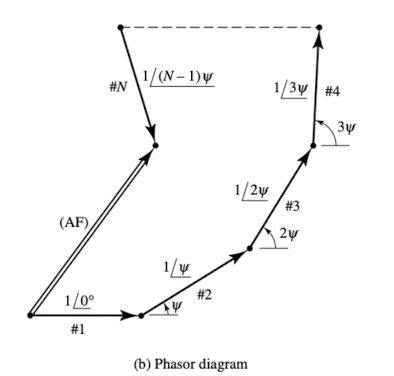 1/(N – 1)ψ
#N
1/3ψ
#4
3ψ
1/2ψ
#3
(AF)
2ψ
1/ψ
#2
1/0°
ψ
#1
(b) Phasor diagram